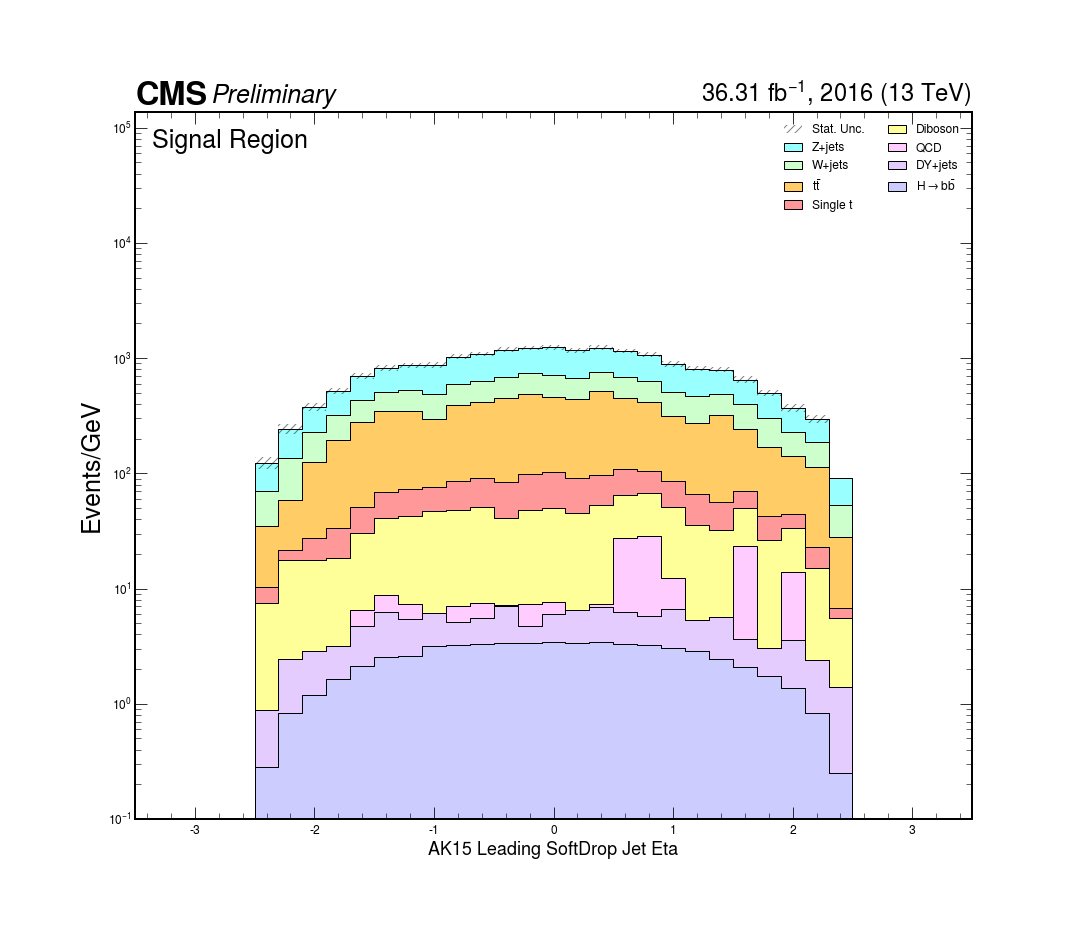 CMS Preliminary 36.31 fb⁻¹, 2016 (13 TeV)
Signal Region
Stat. Unc. Diboson
Z+jets QCD
W+jets DY+jets
tt̄ H→bb̄
Single t
10⁵
10⁴
10³
10²
10¹
10⁰
10⁻¹
Events/GeV
-3 -2 -1 0 1 2 3
AK15 Leading SoftDrop Jet Eta